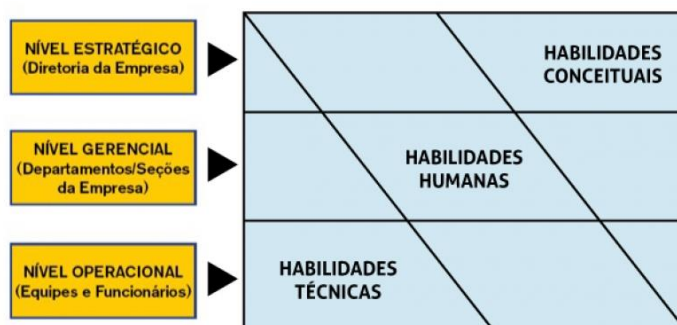 NÍVEL ESTRATÉGICO
(Diretoria da Empresa)
HABILIDADES
CONCEITUAIS
NÍVEL GERENCIAL
(Departamentos/Seções
da Empresa)
HABILIDADES
HUMANAS
NÍVEL OPERACIONAL
(Equipes e Funcionários)
HABILIDADES
TÉCNICAS